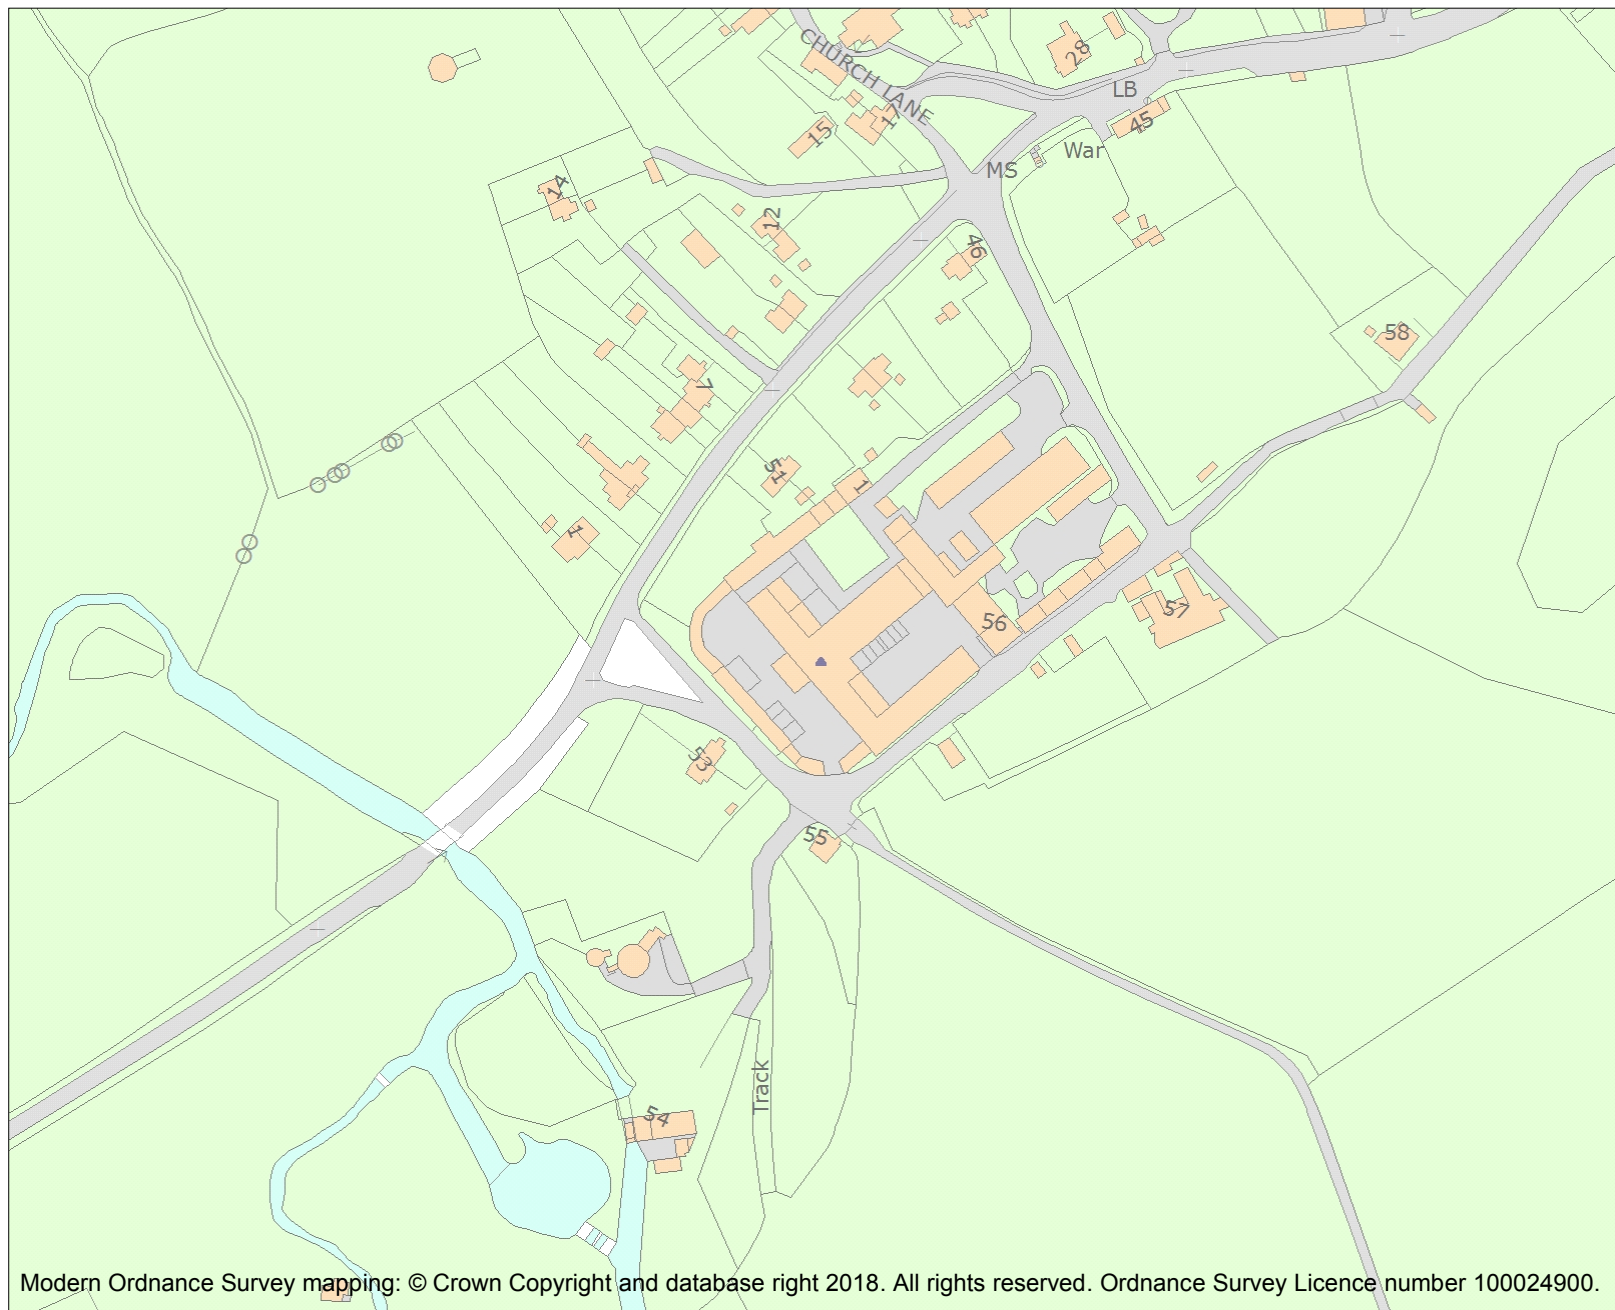 CHURCH LANE
28
LB
45
17
15
War
MS
14
12
46
58
7
51
1
1
56
57
53
55
Track
54
Modern Ordnance Survey mapping: © Crown Copyright and database right 2018. All rights reserved. Ordnance Survey Licence number 100024900.